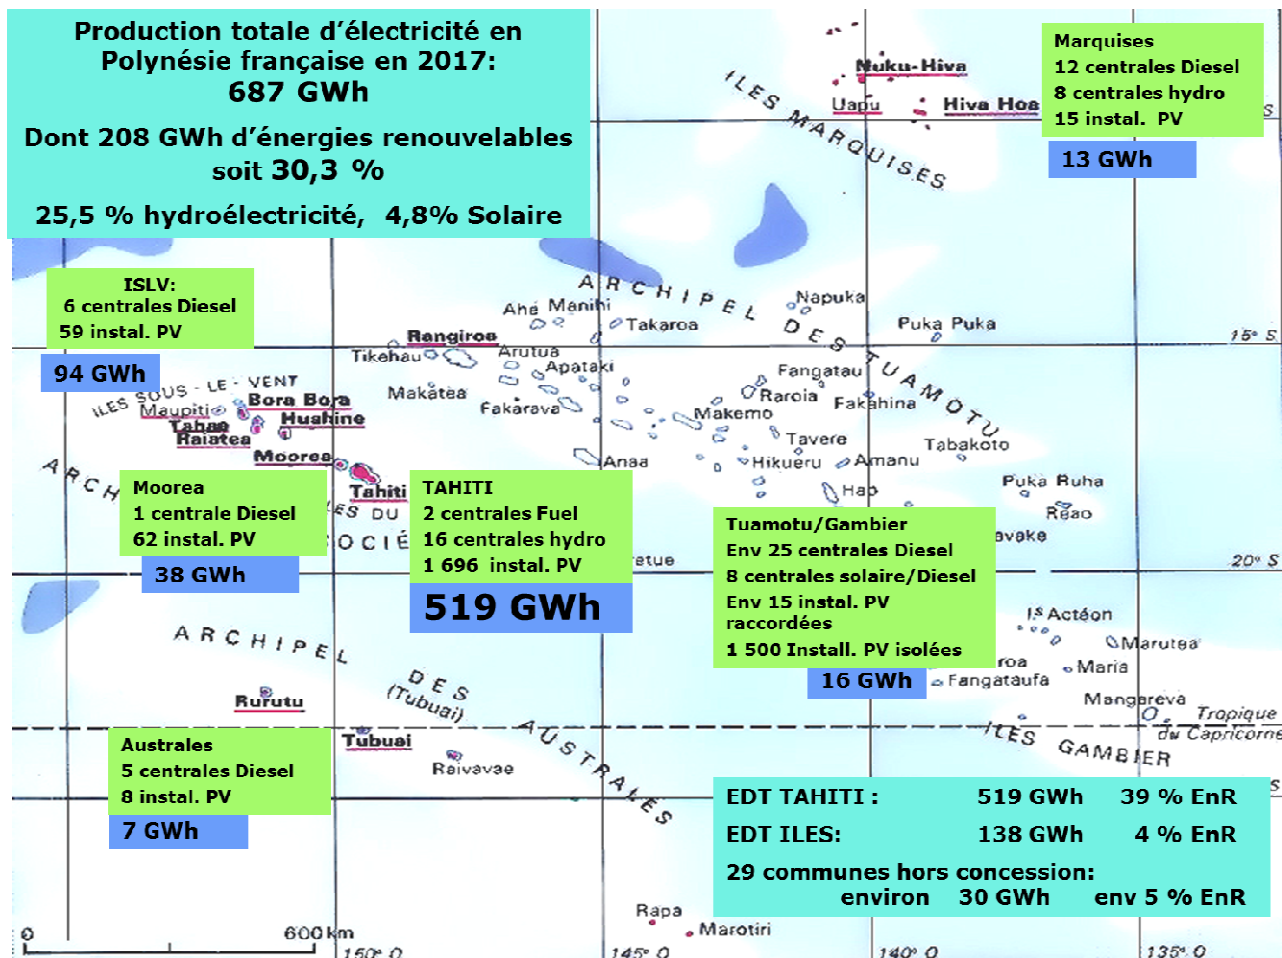 Production totale d’électricité en
Polynésie française en 2017:
687 GWh
Dont 208 GWh d’énergies renouvelables
soit 30,3 %
25,5 % hydroélectricité,  4,8% Solaire
Marquises
12 centrales Diesel
8 centrales hydro
15 instal.  PV
13 GWh
Nuku-Hiva
Uapu
Hiva Hoa
ILES MARQUISES
ISLV:
6 centrales Diesel
59 instal. PV
94 GWh
ARCHIPEL DES TUAMOTU
Napuka
Ahé Manihi
Takaroa
Puka Puka
15° S
Rangiroa
Tikehau
Arutua
Apataki
Fangatau
Raroia
Fakahina
Makatea
Fakarava
Makemo
Tavere
Tabakoto
ILES SOUS-LE-VENT
Maupiti
Bora Bora
Tahaa
Huahine
Raiatea
Moorea
Tahiti
Anaa
Hikueru
Amanu
Hao
Puka Ruha
Reao
avake
ARCH
ES DU
OCIÉ
Moorea
1 centrale Diesel
62 instal. PV
38 GWh
TAHITI
2 centrales Fuel
16 centrales hydro
1 696  instal. PV
519 GWh
retue
Tuamotu/Gambier
Env 25 centrales Diesel
8 centrales solaire/Diesel
Env 15 instal. PV
raccordées
1 500 Install. PV isolées
16 GWh
20° S
Is Actéon
Marutea
roa
Maria
Fangataufa
Mangareva
Tropique
du Capricorne
ILES GAMBIER
ARCHIPEL DES AUSTRALES
(Tubuai)
Rurutu
Tubuai
Raivavae
Australes
5 centrales Diesel
8 instal. PV
7 GWh
EDT TAHITI :  519 GWh  39 % EnR
EDT ILES:  138 GWh  4 % EnR
29 communes hors concession:
environ  30 GWh  env 5 % EnR
Rapa
Marotiri
0  600 km
150° O
145° O
140° O
135° O